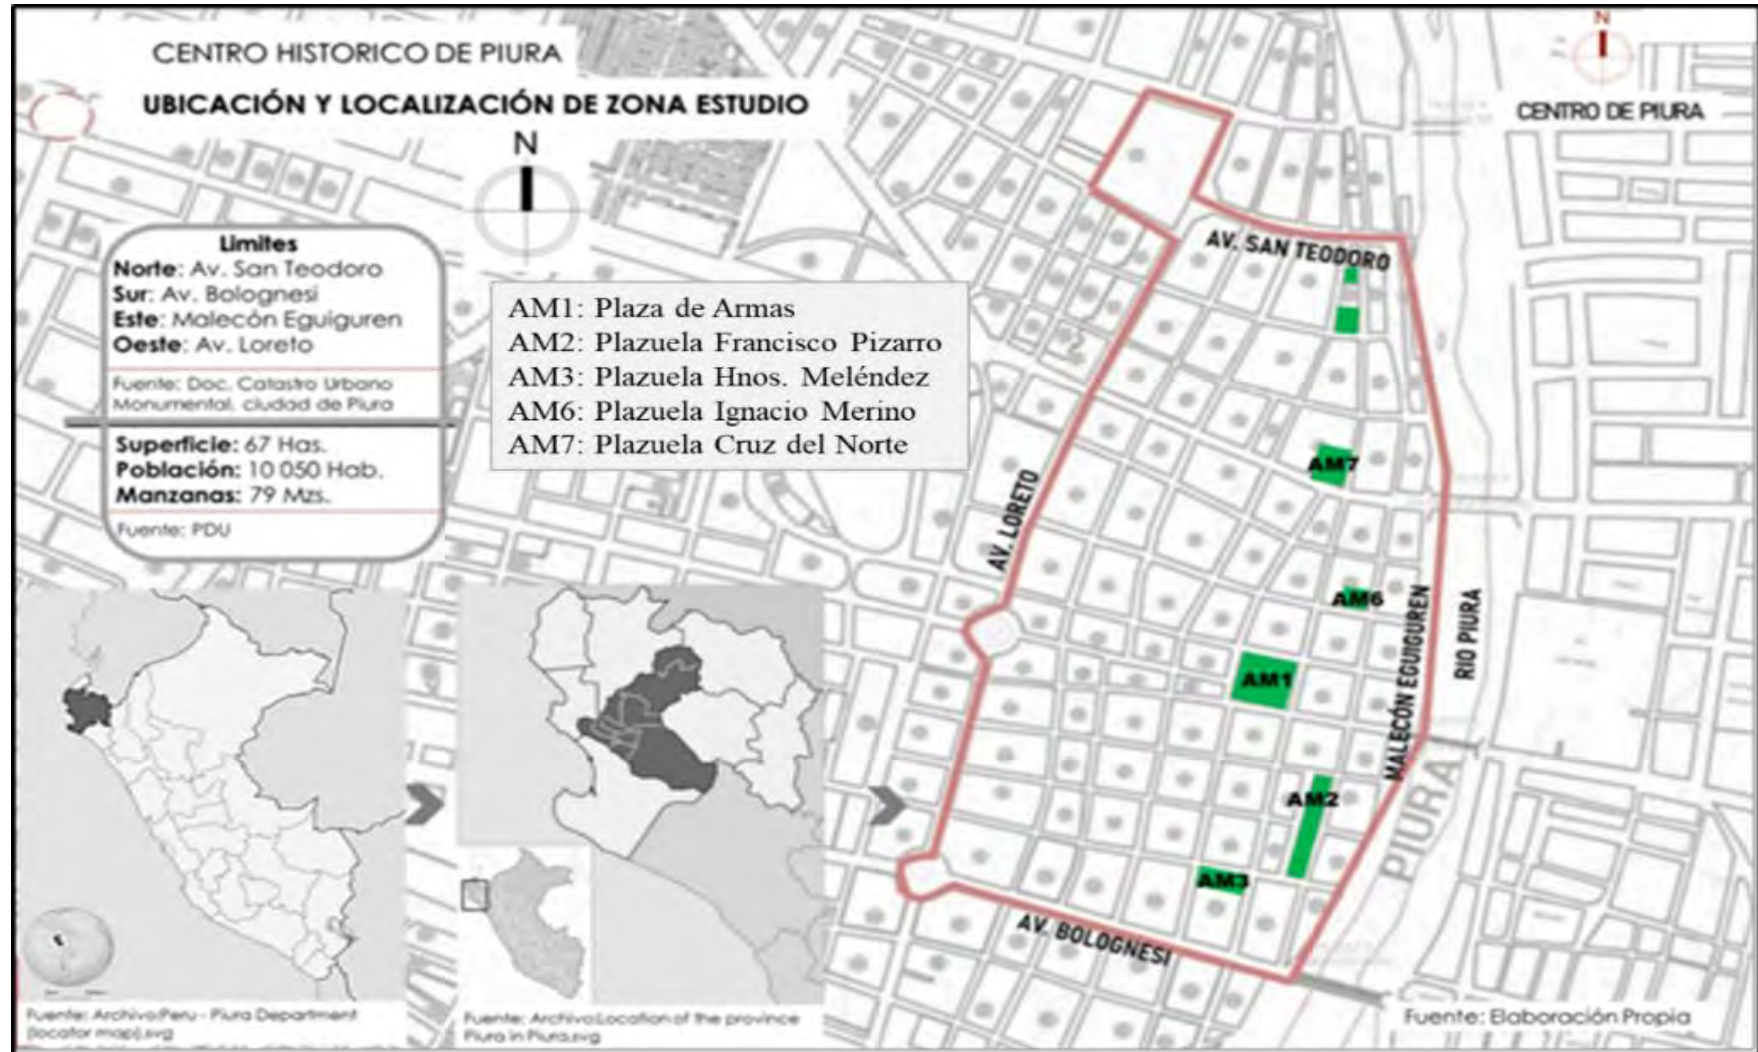 CENTRO HISTORICO DE PIURA
UBICACIÓN Y LOCALIZACIÓN DE ZONA ESTUDIO
N
N
CENTRO DE PIURA
Limites
Norte: Av. San Teodoro
Sur: Av. Bolognesi
Este: Malecón Eguiguren
Oeste: Av. Loreto
Fuente: Doc. Catastro Urbano
Monumental, ciudad de Piura
Superficie: 67 Has.
Población: 10 050 Hab.
Manzanas: 79 Mzs.
Fuente: PDU
AM1: Plaza de Armas
AM2: Plazuela Francisco Pizarro
AM3: Plazuela Hnos. Meléndez
AM6: Plazuela Ignacio Merino
AM7: Plazuela Cruz del Norte
AV. SAN TEODORO
AM7
AV. LORETO
AM6
MALECÓN EGUIGUREN
RIO PIURA
AM1
AM2
PIURA
AM3
AV. BOLOGNESI
Fuente: Archivo:Peru - Piura Department
(locator map).svg
Fuente: Archivo:Location of the province
Piura in Piura.svg
Fuente: Elaboración Propia